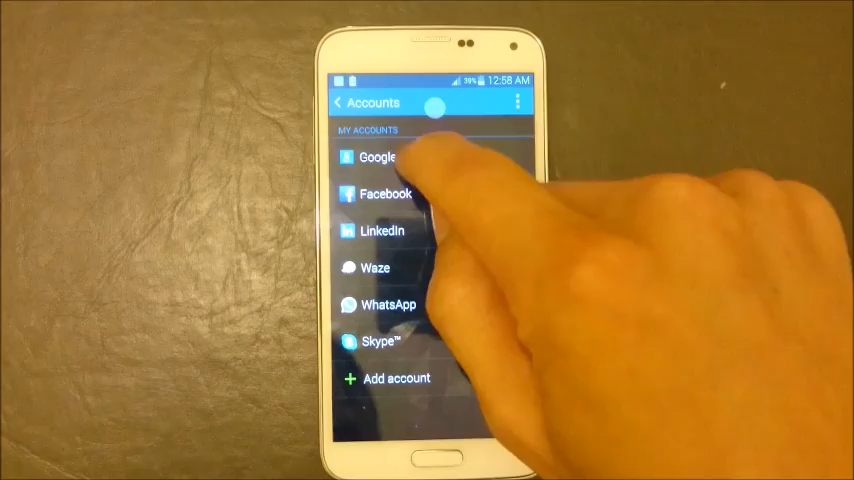 39% 12:58 AM
Accounts
MY ACCOUNTS
Google
Facebook
LinkedIn
Waze
WhatsApp
Skype™
Add account